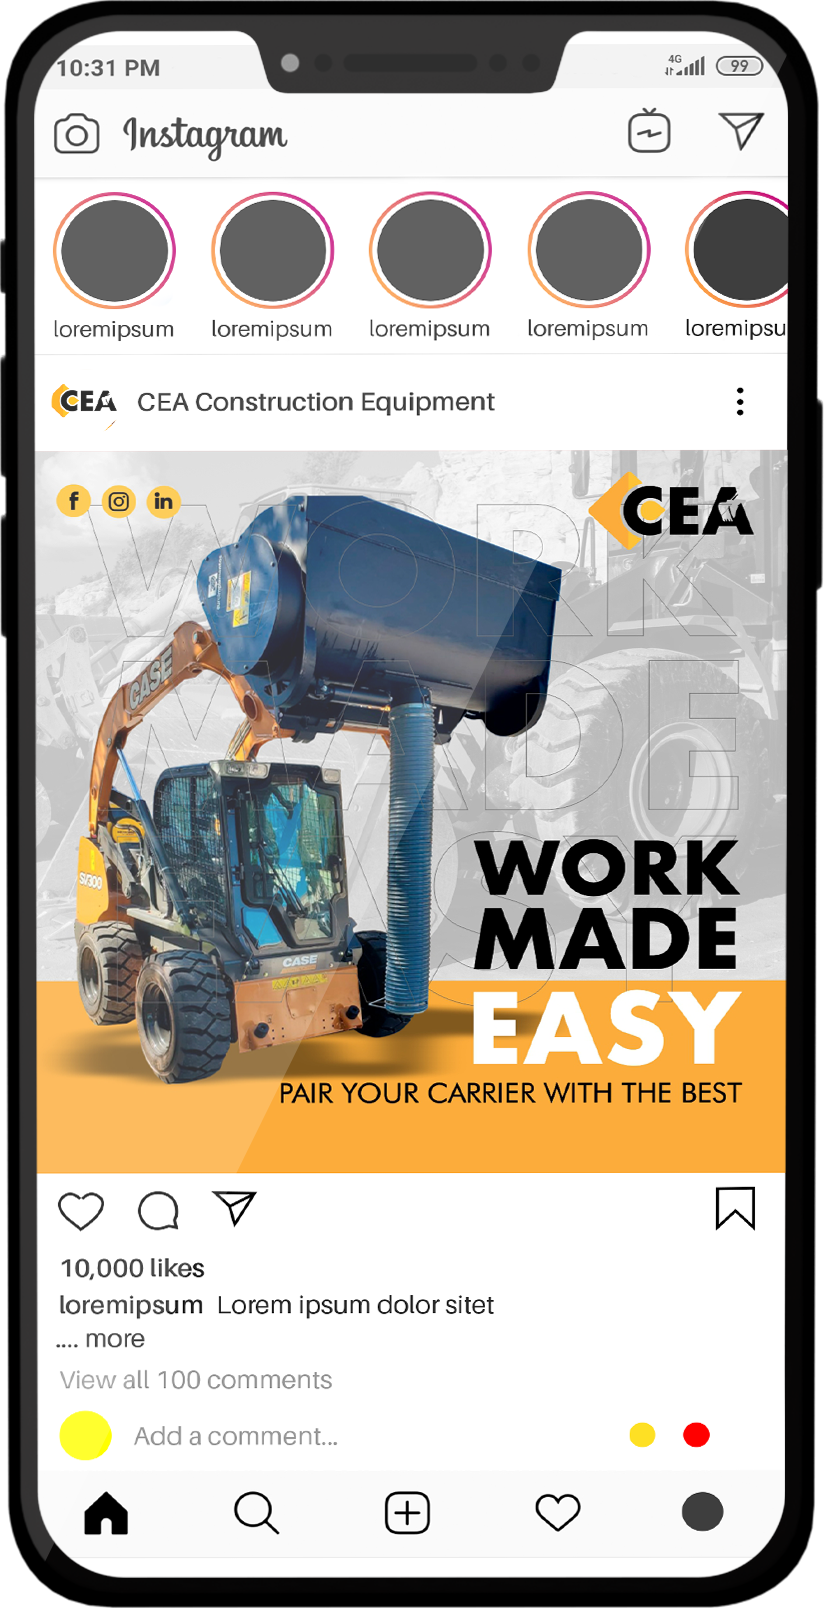 10:31 PM
4G
99
Instagram
loremipsum
loremipsum
loremipsum
loremipsum
loremipsu
CEA
CEA Construction Equipment
f
in
CEA
WORK
MADE
EASY
CASE
SV300
CASE
WORK
MADE
EASY
PAIR YOUR CARRIER WITH THE BEST
10,000 likes
loremipsum Lorem ipsum dolor sitet
.... more
View all 100 comments
Add a comment...